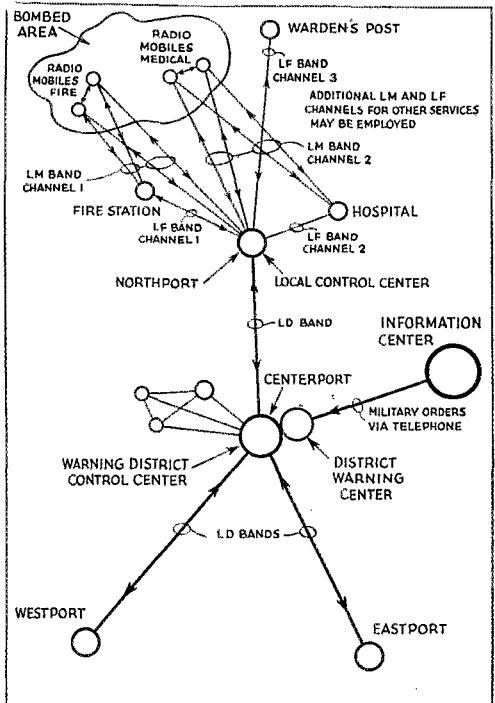 BOMBED
AREA
RADIO
MOBILES
MEDICAL
RADIO
MOBILES
FIRE
WARDEN'S POST
LF BAND
CHANNEL 3
ADDITIONAL LM AND LF
CHANNELS FOR OTHER SERVICES
MAY BE EMPLOYED
LM BAND
CHANNEL 2
LM BAND
CHANNEL 1
FIRE STATION
LF BAND
CHANNEL 1
HOSPITAL
LF BAND
CHANNEL 2
NORTHPORT
LOCAL CONTROL CENTER
LD BAND
INFORMATION
CENTER
CENTERPORT
MILITARY ORDERS
VIA TELEPHONE
WARNING DISTRICT
CONTROL CENTER
DISTRICT
WARNING
CENTER
LD BANDS
WESTPORT
EASTPORT